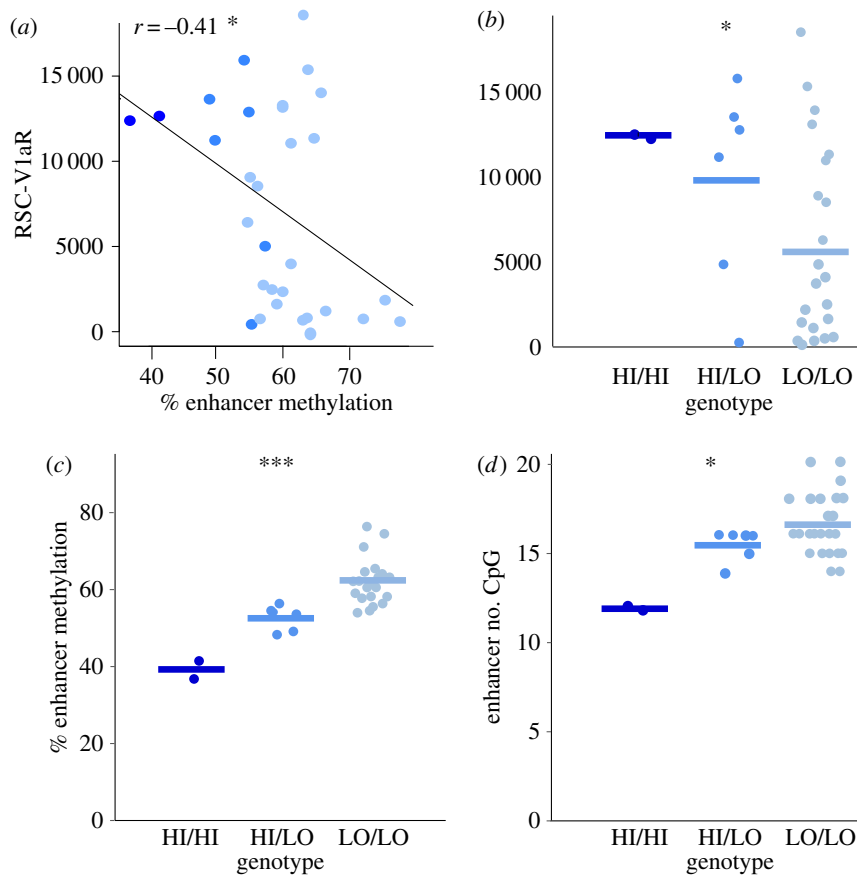 (a)
r = –0.41 *
15 000
10 000
5000
0
RSC-V1aR
40 50 60 70
% enhancer methylation
(b)
*
15 000
10 000
5000
0
HI/HI HI/LO LO/LO
genotype
(c)
***
80
60
40
20
0
% enhancer methylation
HI/HI HI/LO LO/LO
genotype
(d)
*
20
15
10
5
0
enhancer no. CpG
HI/HI HI/LO LO/LO
genotype